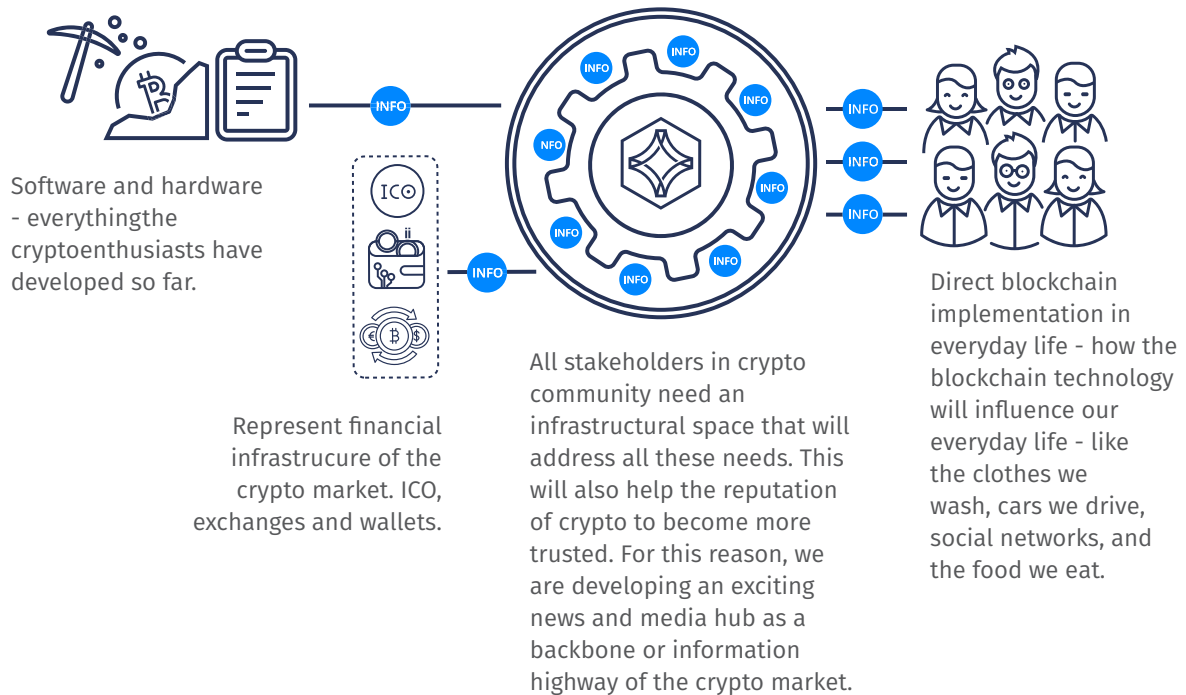 INFO
Software and hardware
- everythingthe
cryptoenthusiasts have
developed so far.
ICO
ii
INFO
Represent financial
infrastrucure of the
crypto market. ICO,
exchanges and wallets.
INFO
INFO
INFO
NFO
INFO
INFO
INFO
INFO
INFO
All stakeholders in crypto
community need an
infrastructural space that will
address all these needs. This
will also help the reputation
of crypto to become more
trusted. For this reason, we
are developing an exciting
news and media hub as a
backbone or information
highway of the crypto market.
INFO
INFO
INFO
Direct blockchain
implementation in
everyday life - how the
blockchain technology
will influence our
everyday life - like
the clothes we
wash, cars we drive,
social networks, and
the food we eat.